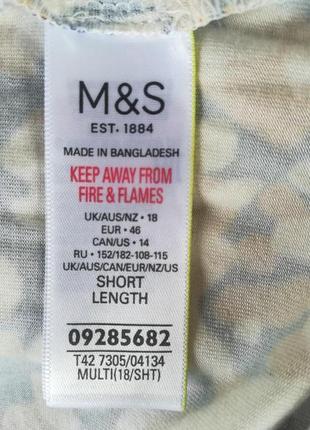 M&S
EST. 1884
MADE IN BANGLADESH
KEEP AWAY FROM
FIRE & FLAMES
UK/AUS/NZ • 18
EUR • 46
CAN/US • 14
RU • 152/182-108-115
UK/AUS/CAN/EUR/NZ/US
SHORT
LENGTH
09285682
T42 7305/04134
MULTI(18/SHT)